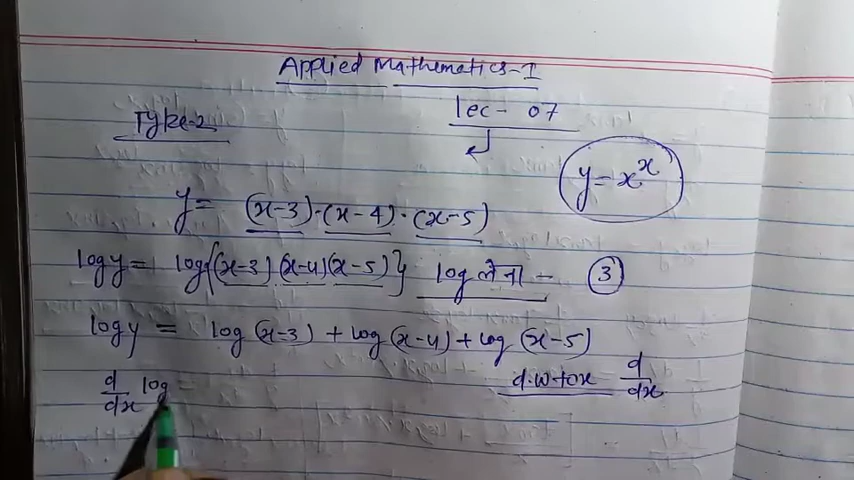 Applied Mathematics-I
lec- 07
Type-2
y = x^x
y = (x-3)·(x-4)·(x-5)
log y = log{(x-3)(x-4)(x-5)} log लेना - ③
log y = log(x-3) + log(x-4) + log(x-5)
d.w.to x d/dx
d/dx log =